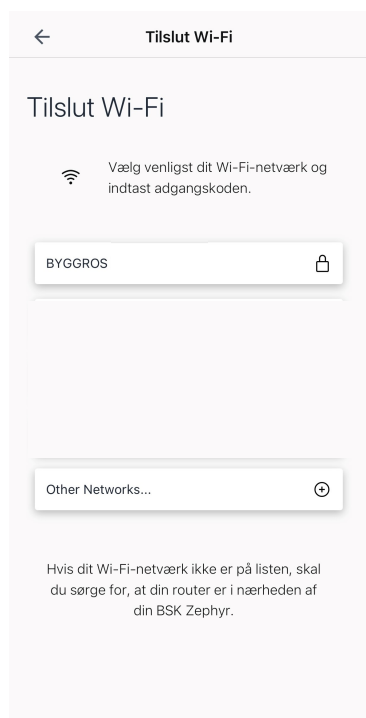 Tilslut Wi-Fi
Tilslut Wi-Fi
Vælg venligst dit Wi-Fi-netværk og
indtast adgangskoden.
BYGGROS
Other Networks...
Hvis dit Wi-Fi-netværk ikke er på listen, skal
du sørge for, at din router er i nærheden af
din BSK Zephyr.